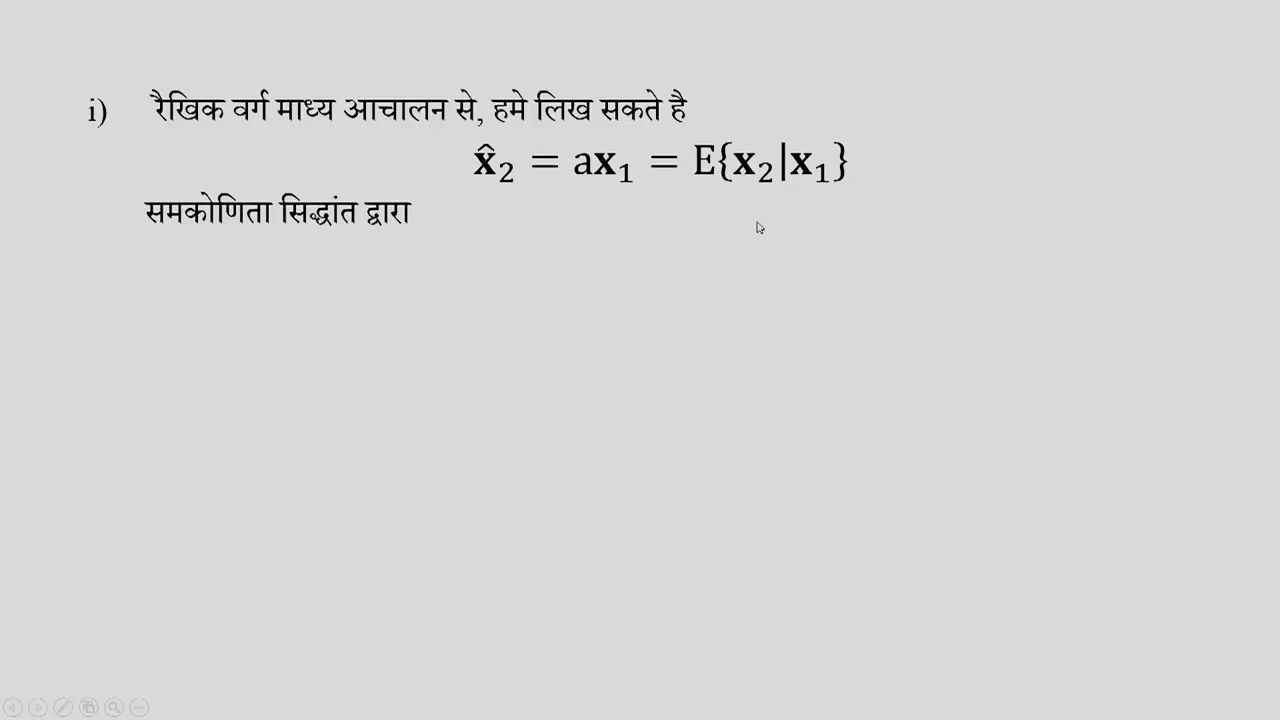 i) रैखिक वर्ग माध्य आचालन से, हमे लिख सकते है
x̂₂ = ax₁ = E{x₂|x₁}
समकोणिता सिद्धांत द्वारा